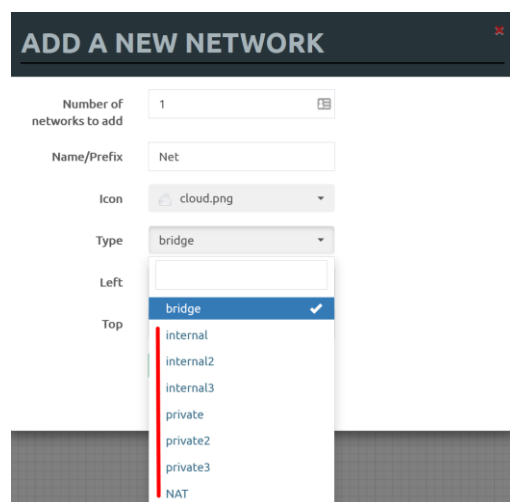 ADD A NEW NETWORK
Number of
networks to add
1
Name/Prefix
Net
Icon
cloud.png
Type
bridge
Left
Top
bridge
internal
internal2
internal3
private
private2
private3
NAT